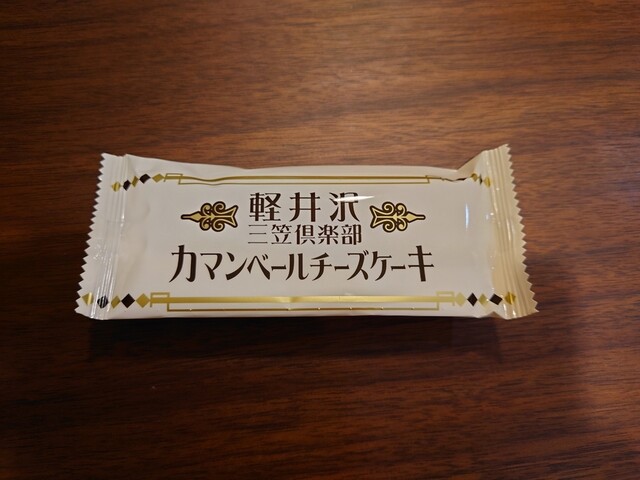 軽井沢
三笠倶楽部
カマンベールチーズケーキ